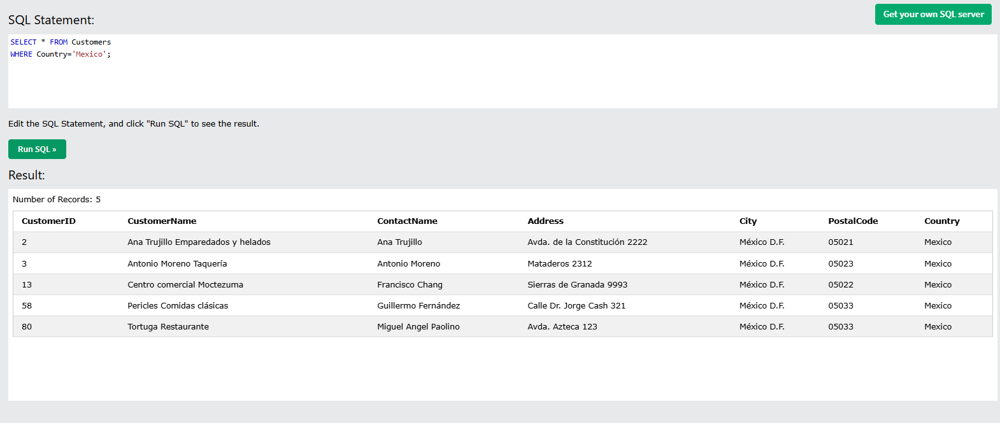 SQL Statement:
Get your own SQL server
SELECT * FROM Customers
WHERE Country='Mexico';
Edit the SQL Statement, and click "Run SQL" to see the result.
Run SQL »
Result:
Number of Records: 5
CustomerID CustomerName ContactName Address City PostalCode Country
2 Ana Trujillo Emparedados y helados Ana Trujillo Avda. de la Constitución 2222 México D.F. 05021 Mexico
3 Antonio Moreno Taquería Antonio Moreno Mataderos 2312 México D.F. 05023 Mexico
13 Centro comercial Moctezuma Francisco Chang Sierras de Granada 9993 México D.F. 05022 Mexico
58 Pericles Comidas clásicas Guillermo Fernández Calle Dr. Jorge Cash 321 México D.F. 05033 Mexico
80 Tortuga Restaurante Miguel Angel Paolino Avda. Azteca 123 México D.F. 05033 Mexico